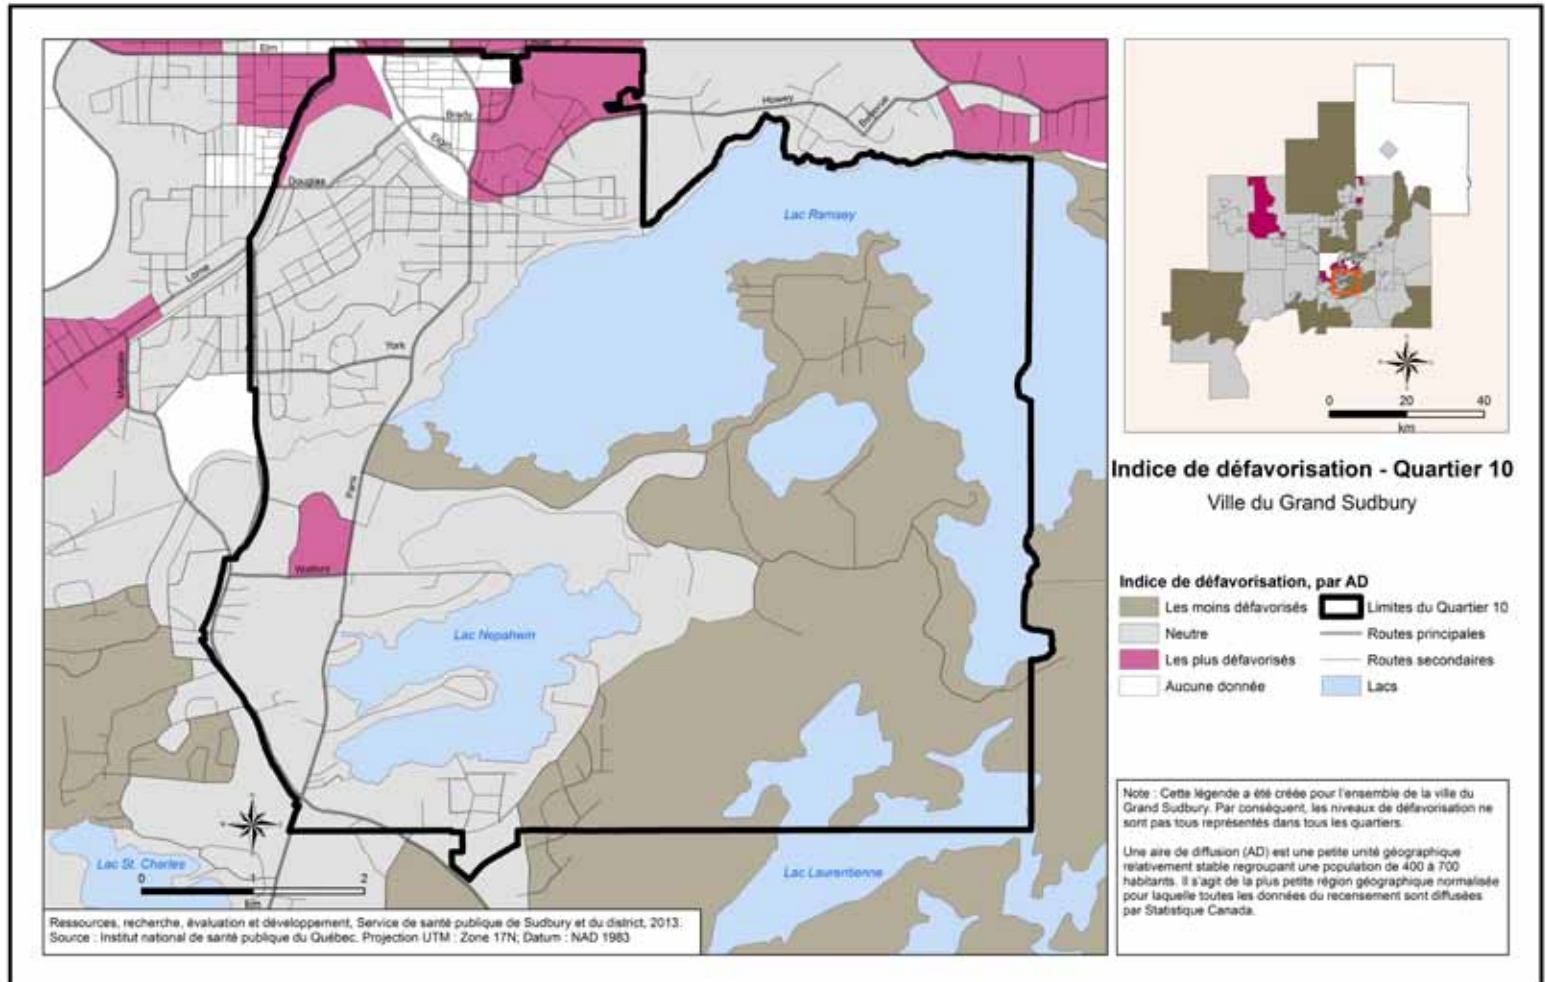 Elm
Howey
Bellevue
Brady
Elgin
Douglas
Lac Ramsey
Lorne
York
Martindale
Paris
Walford
Lac Nepahwin
Lac St. Charles
Lac Laurentienne
0 1 2
km
Ressources, recherche, évaluation et développement, Service de santé publique de Sudbury et du district, 2013.
Source : Institut national de santé publique du Québec. Projection UTM : Zone 17N; Datum : NAD 1983
0 20 40
km
Indice de défavorisation - Quartier 10
Ville du Grand Sudbury
Indice de défavorisation, par AD
Les moins défavorisés
Limites du Quartier 10
Neutre
Routes principales
Les plus défavorisés
Routes secondaires
Aucune donnée
Lacs
Note : Cette légende a été créée pour l'ensemble de la ville du
Grand Sudbury. Par conséquent, les niveaux de défavorisation ne
sont pas tous représentés dans tous les quartiers.
Une aire de diffusion (AD) est une petite unité géographique
relativement stable regroupant une population de 400 à 700
habitants. Il s'agit de la plus petite région géographique normalisée
pour laquelle toutes les données du recensement sont diffusées
par Statistique Canada.